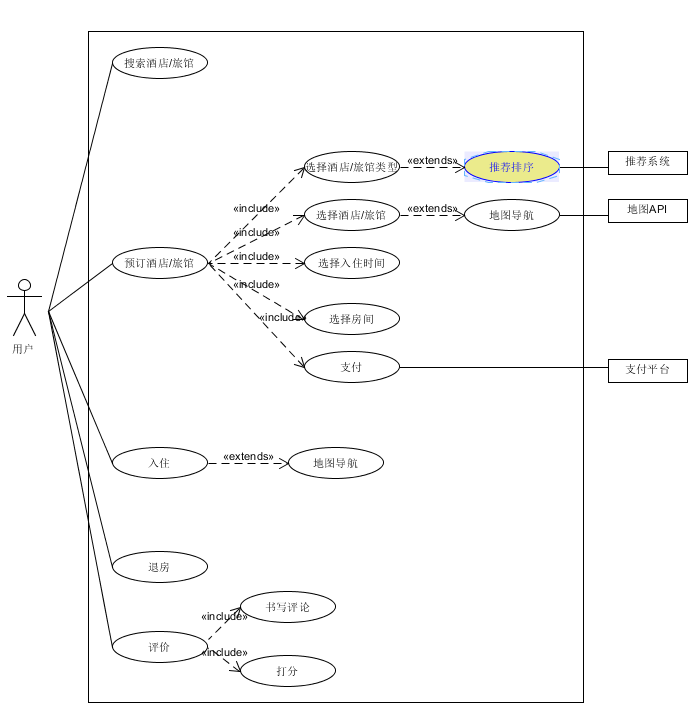 搜索酒店/旅馆
选择酒店/旅馆类型
«extends»
推荐排序
推荐系统
«include»
选择酒店/旅馆
«extends»
地图导航
地图API
«include»
预订酒店/旅馆
«include»
选择入住时间
«include»
选择房间
«include»
用户
支付
支付平台
入住
«extends»
地图导航
退房
书写评论
«include»
评价
«include»
打分